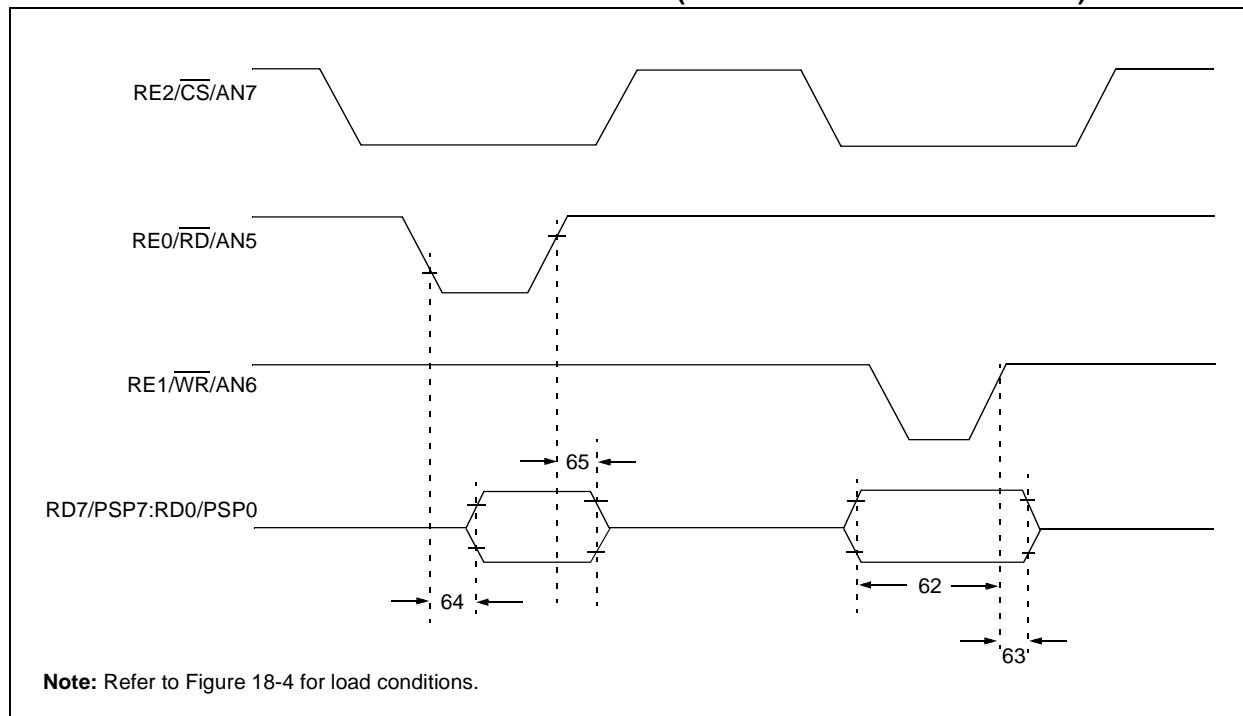 RE2/CS/AN7
RE0/RD/AN5
RE1/WR/AN6
65
RD7/PSP7:RD0/PSP0
62
64
63
Note: Refer to Figure 18-4 for load conditions.